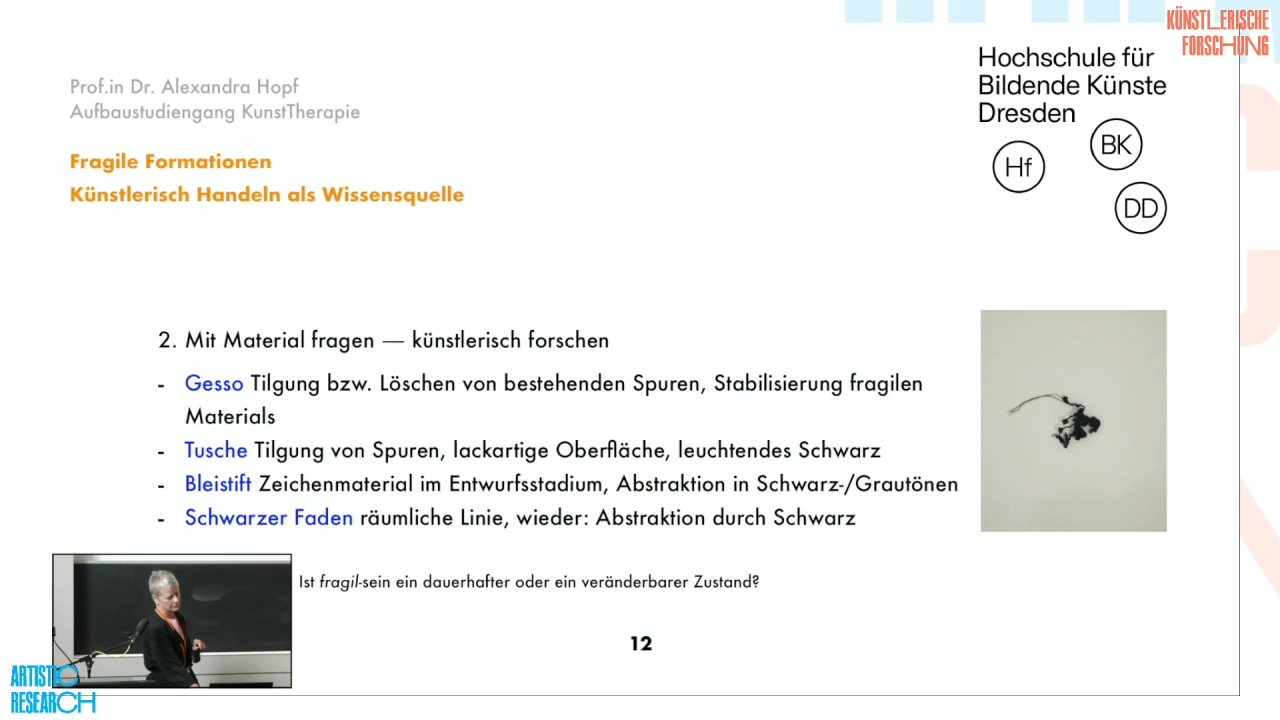 KÜNSTLERISCHE
FORSCHUNG
Hochschule für
Bildende Künste
Dresden
Hf
BK
DD
Prof.in Dr. Alexandra Hopf
Aufbaustudiengang KunstTherapie
Fragile Formationen
Künstlerisch Handeln als Wissensquelle
2. Mit Material fragen — künstlerisch forschen
- Gesso Tilgung bzw. Löschen von bestehenden Spuren, Stabilisierung fragilen
Materials
- Tusche Tilgung von Spuren, lackartige Oberfläche, leuchtendes Schwarz
- Bleistift Zeichenmaterial im Entwurfsstadium, Abstraktion in Schwarz-/Grautönen
- Schwarzer Faden räumliche Linie, wieder: Abstraktion durch Schwarz
Ist fragil-sein ein dauerhafter oder ein veränderbarer Zustand?
12
ARTISTIC
RESEARCH